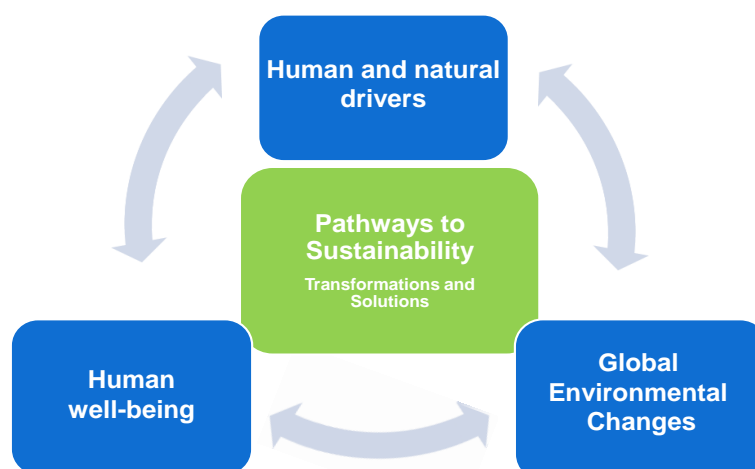 Human and natural
drivers
Pathways to
Sustainability
Transformations and
Solutions
Human
well-being
Global
Environmental
Changes